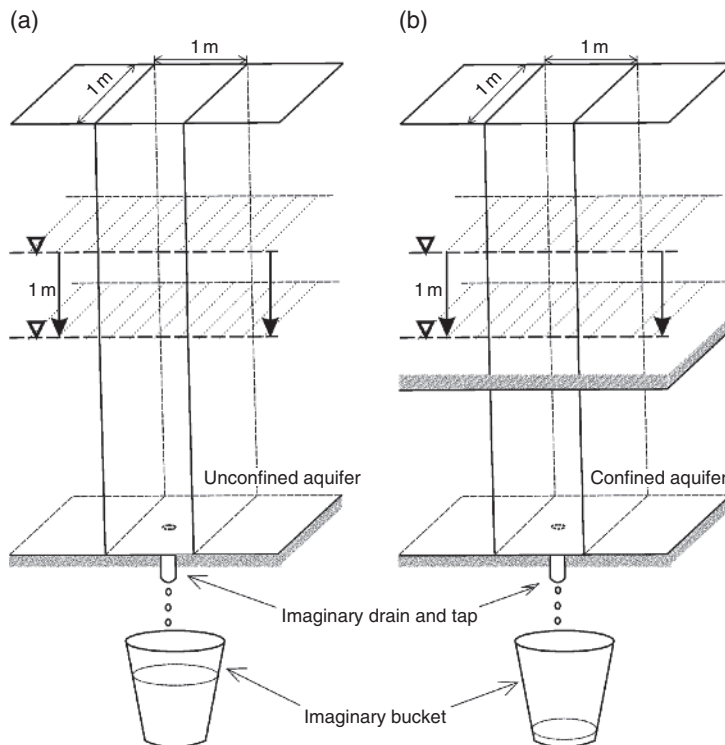 (a)
1 m
1 m
1 m
Unconfined aquifer
(b)
1 m
1 m
1 m
Confined aquifer
Imaginary drain and tap
Imaginary bucket